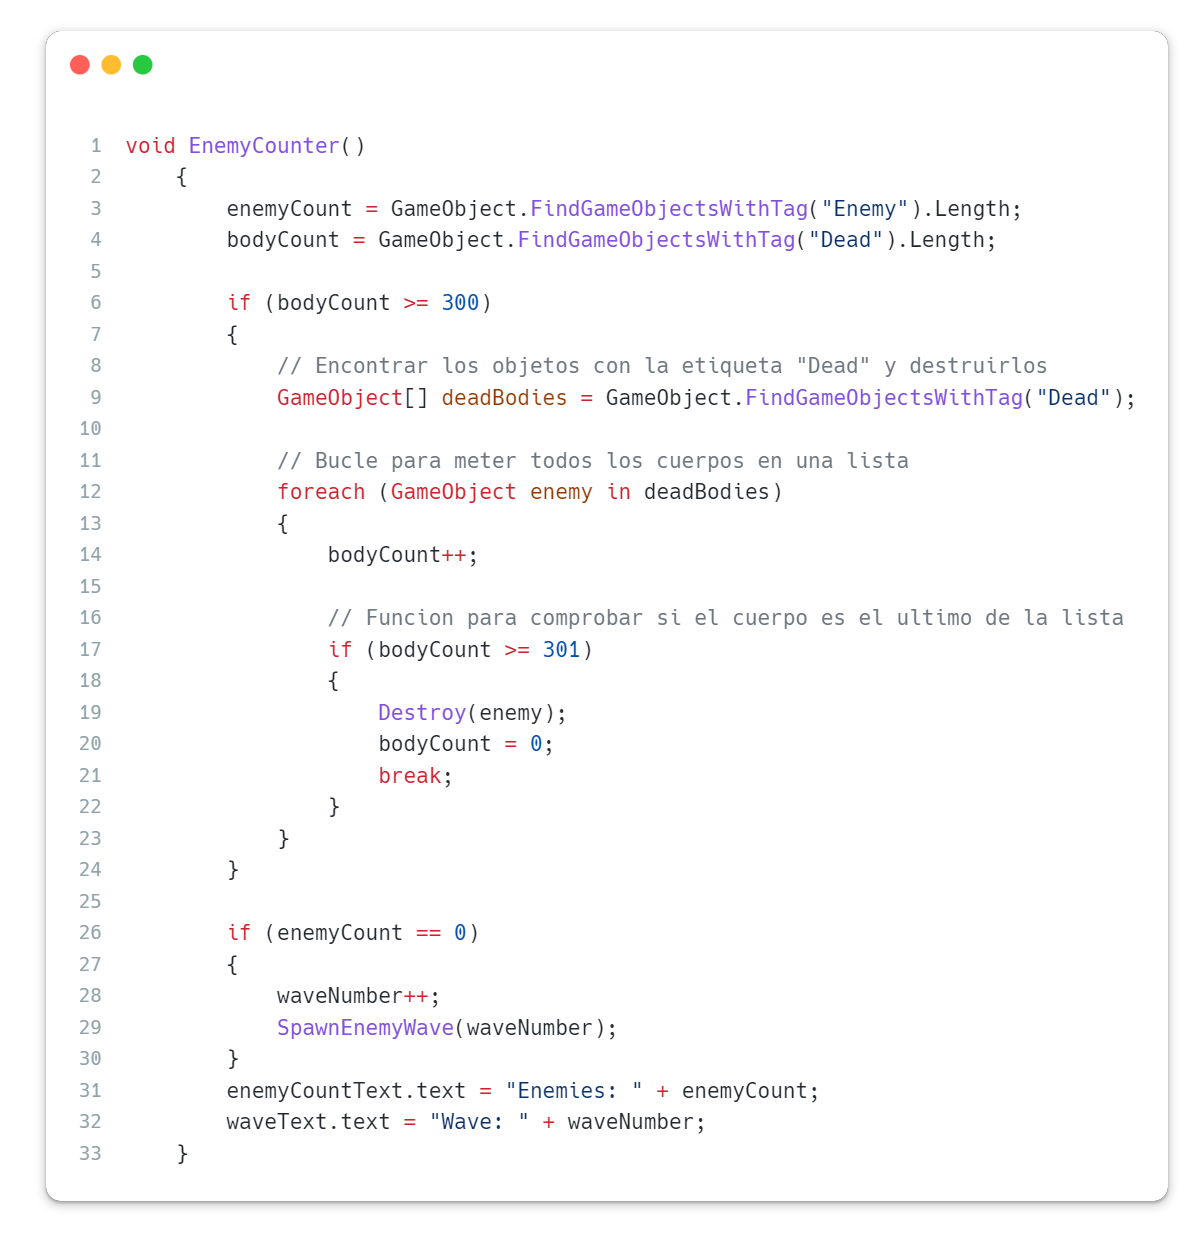 1 void EnemyCounter()
2 {
3 enemyCount = GameObject.FindGameObjectsWithTag("Enemy").Length;
4 bodyCount = GameObject.FindGameObjectsWithTag("Dead").Length;
5
6 if (bodyCount >= 300)
7 {
8 // Encontrar los objetos con la etiqueta "Dead" y destruirlos
9 GameObject[] deadBodies = GameObject.FindGameObjectsWithTag("Dead");
10
11 // Bucle para meter todos los cuerpos en una lista
12 foreach (GameObject enemy in deadBodies)
13 {
14 bodyCount++;
15
16 // Funcion para comprobar si el cuerpo es el ultimo de la lista
17 if (bodyCount >= 301)
18 {
19 Destroy(enemy);
20 bodyCount = 0;
21 break;
22 }
23 }
24 }
25
26 if (enemyCount == 0)
27 {
28 waveNumber++;
29 SpawnEnemyWave(waveNumber);
30 }
31 enemyCountText.text = "Enemies: " + enemyCount;
32 waveText.text = "Wave: " + waveNumber;
33 }